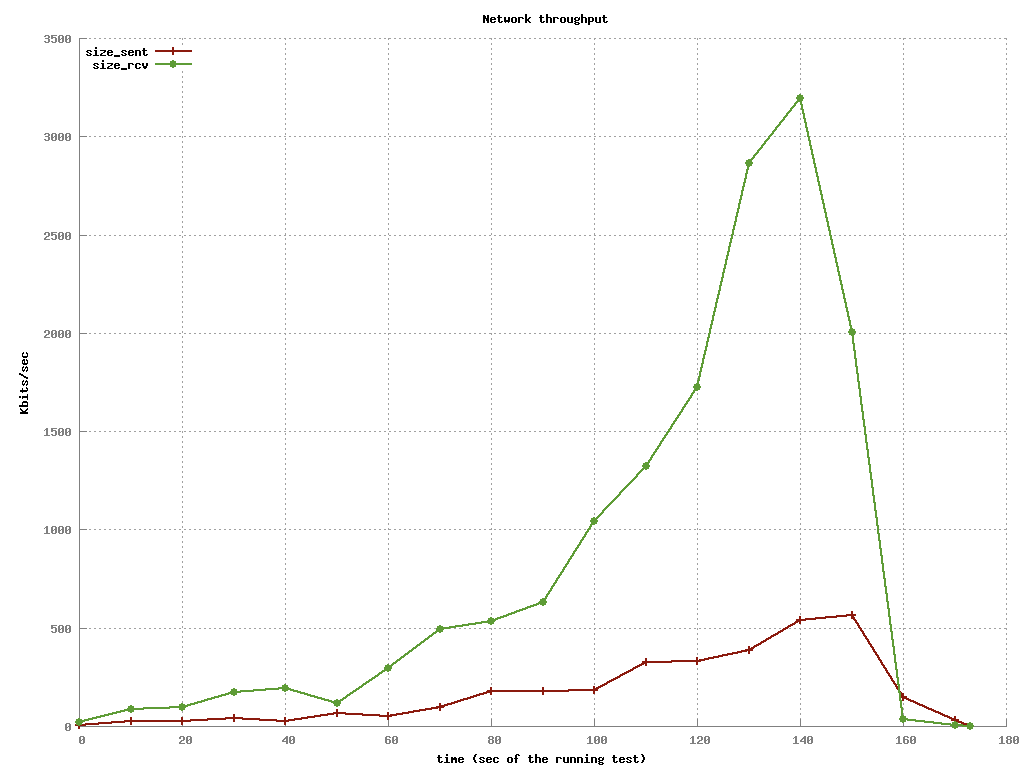 Network throughput
3500
size_sent
size_rcv
3000
2500
2000
Kbits/sec
1500
1000
500
0
0 20 40 60 80 100 120 140 160 180
time (sec of the running test)